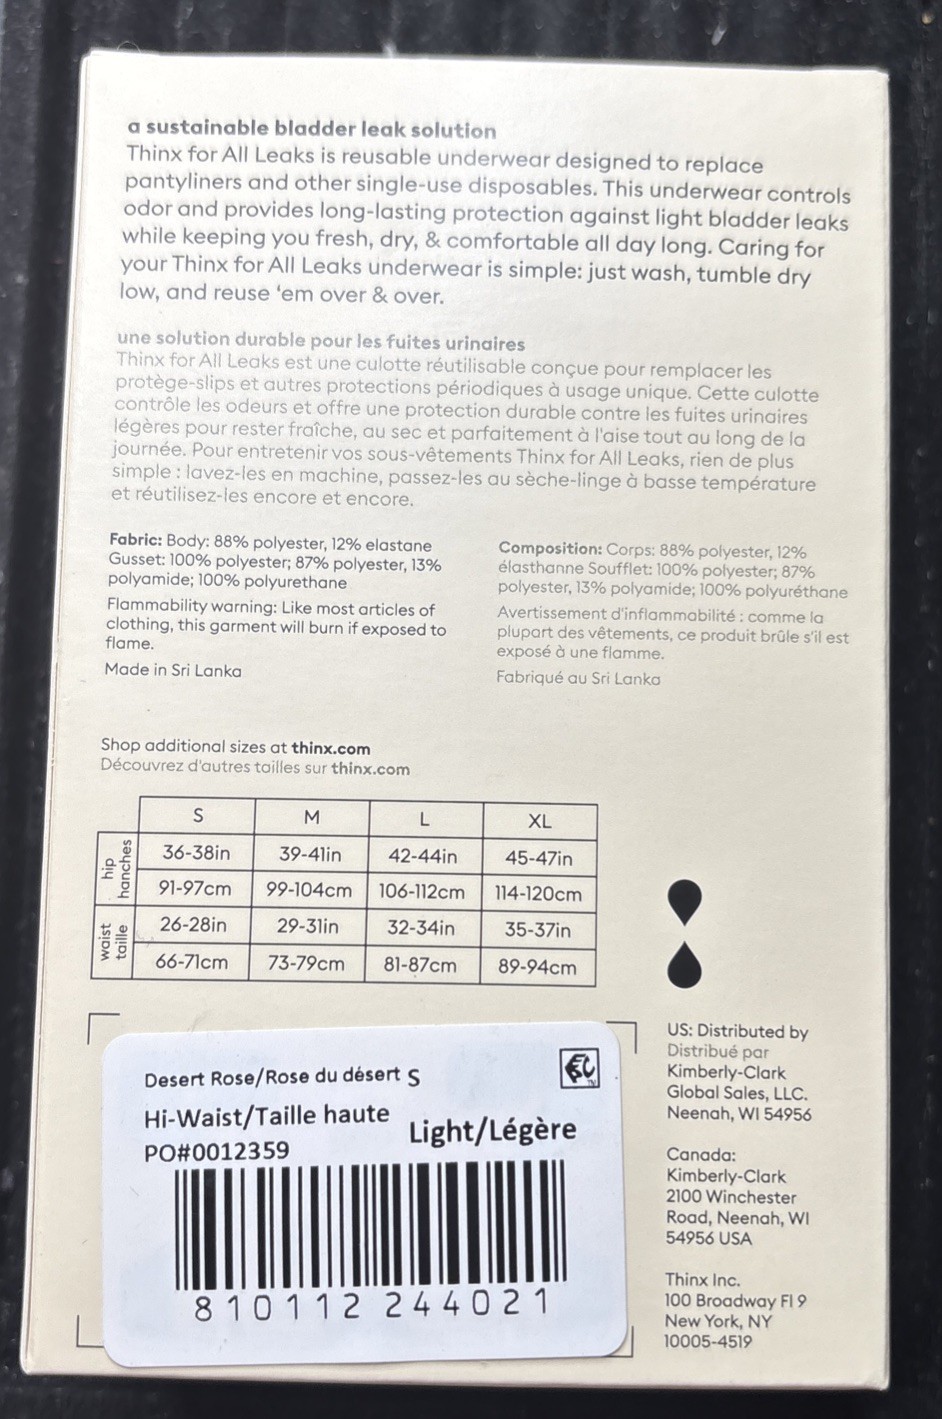 a sustainable bladder leak solution
Thinx for All Leaks is reusable underwear designed to replace
pantyliners and other single-use disposables. This underwear controls
odor and provides long-lasting protection against light bladder leaks
while keeping you fresh, dry, & comfortable all day long. Caring for
your Thinx for All Leaks underwear is simple: just wash, tumble dry
low, and reuse 'em over & over.
une solution durable pour les fuites urinaires
Thinx for All Leaks est une culotte réutilisable conçue pour remplacer les
protège-slips et autres protections périodiques à usage unique. Cette culotte
contrôle les odeurs et offre une protection durable contre les fuites urinaires
légères pour rester fraîche, au sec et parfaitement à l'aise tout au long de la
journée. Pour entretenir vos sous-vêtements Thinx for All Leaks, rien de plus
simple : lavez-les en machine, passez-les au sèche-linge à basse température
et réutilisez-les encore et encore.
Fabric: Body: 88% polyester, 12% elastane
Gusset: 100% polyester; 87% polyester, 13%
polyamide; 100% polyurethane
Flammability warning: Like most articles of
clothing, this garment will burn if exposed to
flame.
Made in Sri Lanka
Composition: Corps: 88% polyester, 12%
élasthanne Soufflet: 100% polyester; 87%
polyester, 13% polyamide; 100% polyuréthane
Avertissement d'inflammabilité : comme la
plupart des vêtements, ce produit brûle s'il est
exposé à une flamme.
Fabriqué au Sri Lanka
Shop additional sizes at thinx.com
Découvrez d'autres tailles sur thinx.com
S M L XL
hip
hanches
36-38in 39-41in 42-44in 45-47in
91-97cm 99-104cm 106-112cm 114-120cm
waist
taille
26-28in 29-31in 32-34in 35-37in
66-71cm 73-79cm 81-87cm 89-94cm
Desert Rose/Rose du désert S
Hi-Waist/Taille haute
Light/Légère
PO#0012359
810112 244021
US: Distributed by
Distribué par
Kimberly-Clark
Global Sales, LLC.
Neenah, WI 54956
Canada:
Kimberly-Clark
2100 Winchester
Road, Neenah, WI
54956 USA
Thinx Inc.
100 Broadway Fl 9
New York, NY
10005-4519